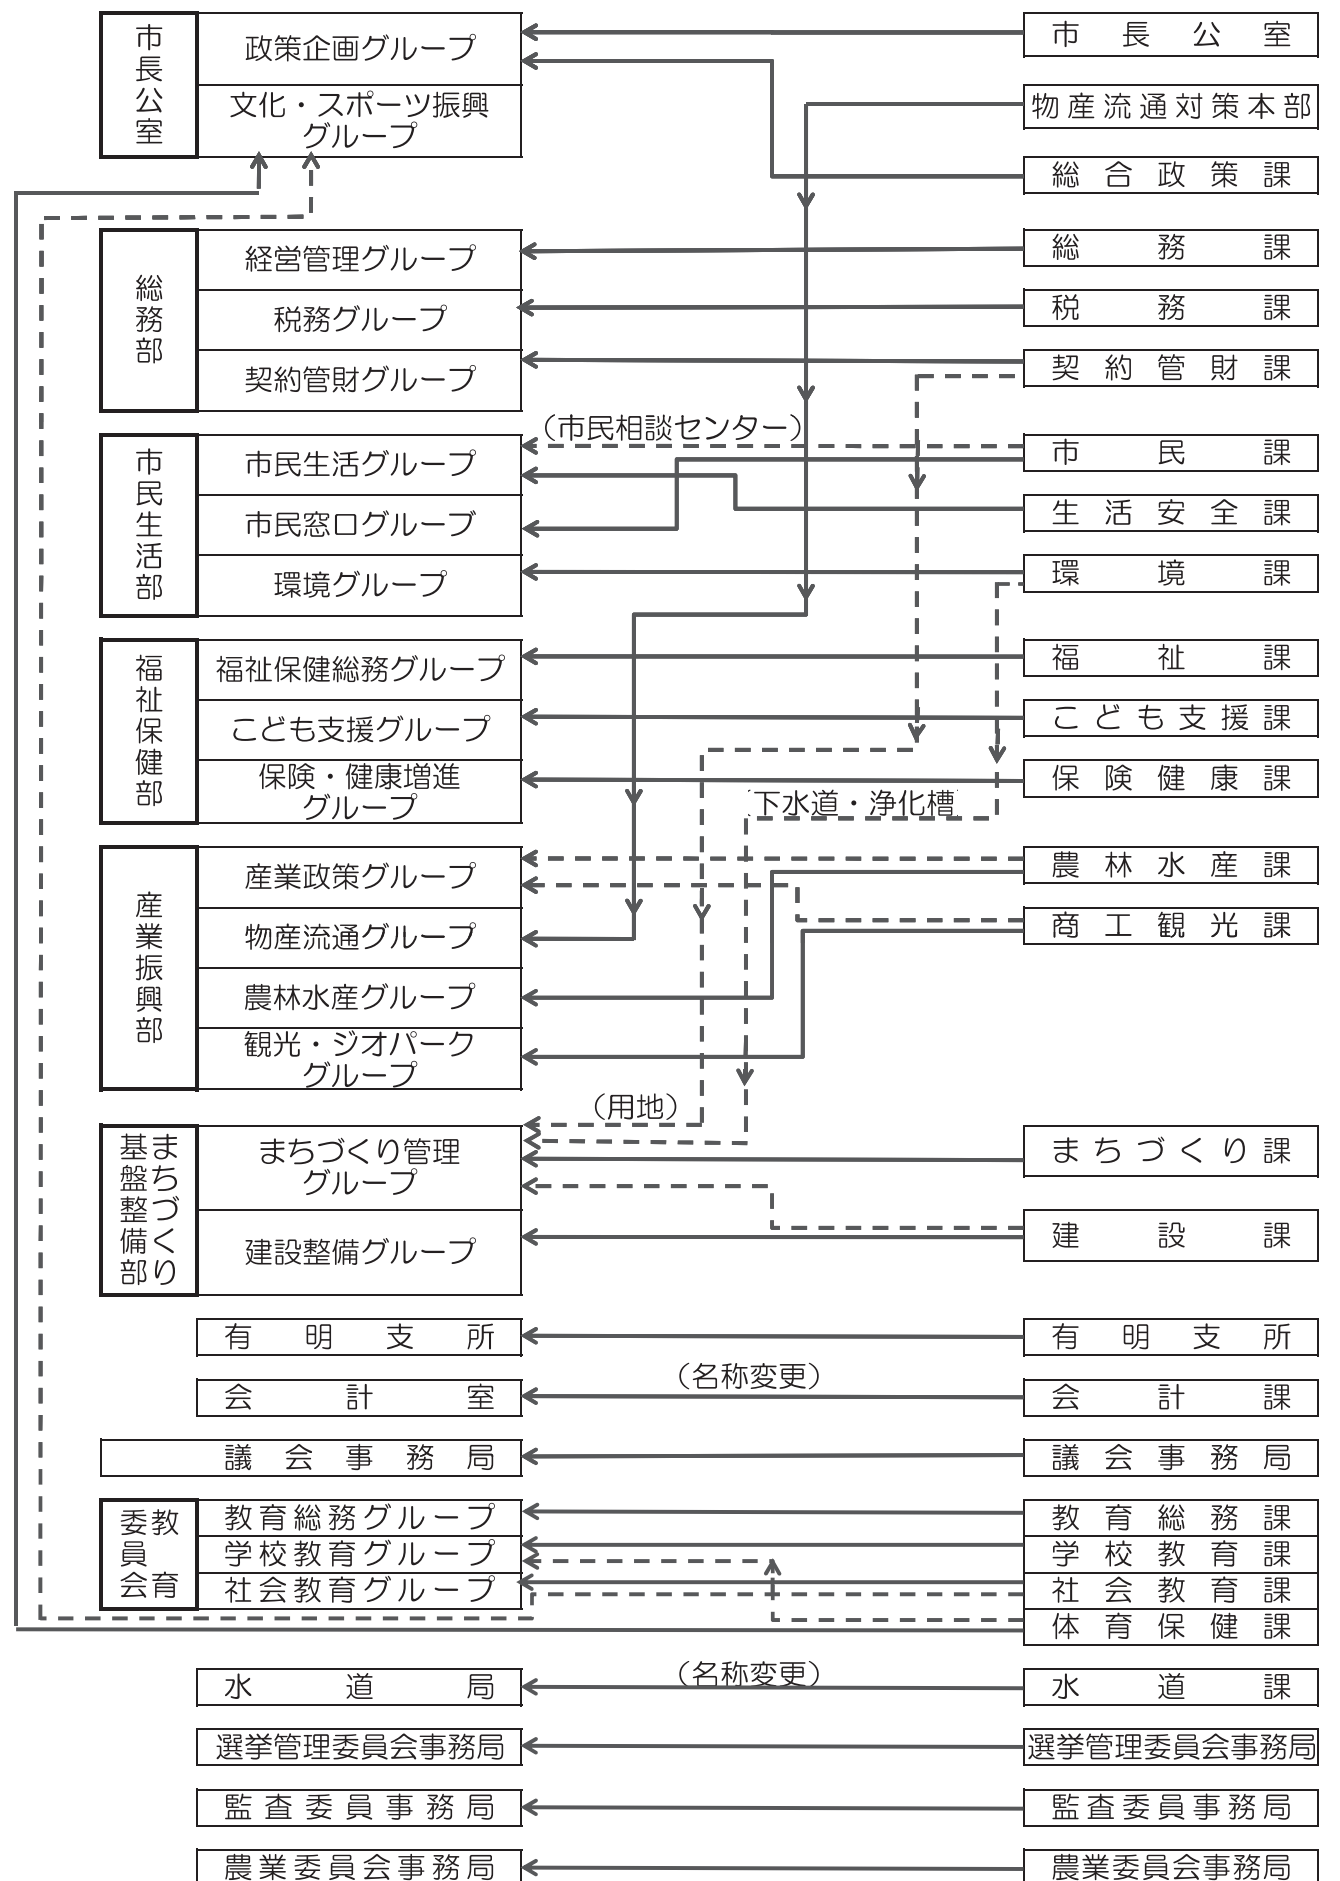 市長公室
政策企画グループ
文化・スポーツ振興
グループ
市長公室
物産流通対策本部
総合政策課
総務部
経営管理グループ
税務グループ
契約管財グループ
総務課
税務課
契約管財課
(市民相談センター)
市民生活部
市民生活グループ
市民窓口グループ
環境グループ
市民課
生活安全課
環境課
福祉保健部
福祉保健総務グループ
こども支援グループ
保険・健康増進
グループ
福祉課
こども支援課
保険健康課
下水道・浄化槽
産業振興部
産業政策グループ
物産流通グループ
農林水産グループ
観光・ジオパーク
グループ
農林水産課
商工観光課
(用地)
まちづくり
基盤整備部
まちづくり管理
グループ
建設整備グループ
まちづくり課
建設課
有明支所
有明支所
(名称変更)
会計室
会計課
議会事務局
議会事務局
教育
委員会
教育総務グループ
学校教育グループ
社会教育グループ
教育総務課
学校教育課
社会教育課
体育保健課
(名称変更)
水道局
水道課
選挙管理委員会事務局
選挙管理委員会事務局
監査委員事務局
監査委員事務局
農業委員会事務局
農業委員会事務局